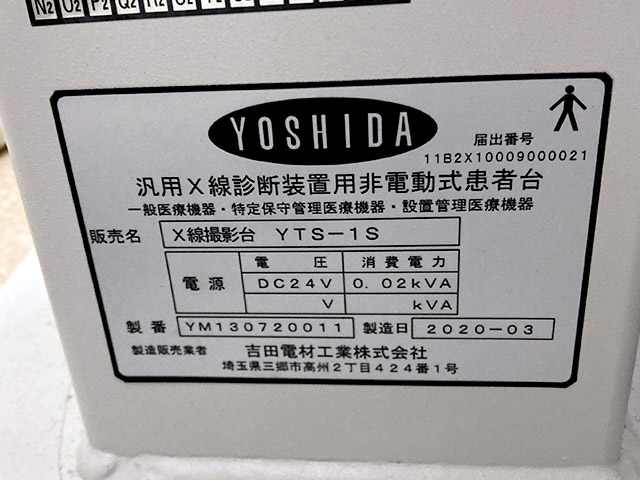 N2 O2 P2 Q2
YOSHIDA
届出番号
11B2X10009000021
汎用X線診断装置用非電動式患者台
一般医療機器・特定保守管理医療機器・設置管理医療機器
販売名 X線撮影台 YTS-1S
電源 電圧 消費電力
DC24V 0.02kVA
V kVA
製番 YM130720011 製造日 2020-03
製造販売業者 吉田電材工業株式会社
埼玉県三郷市高州2丁目424番1号